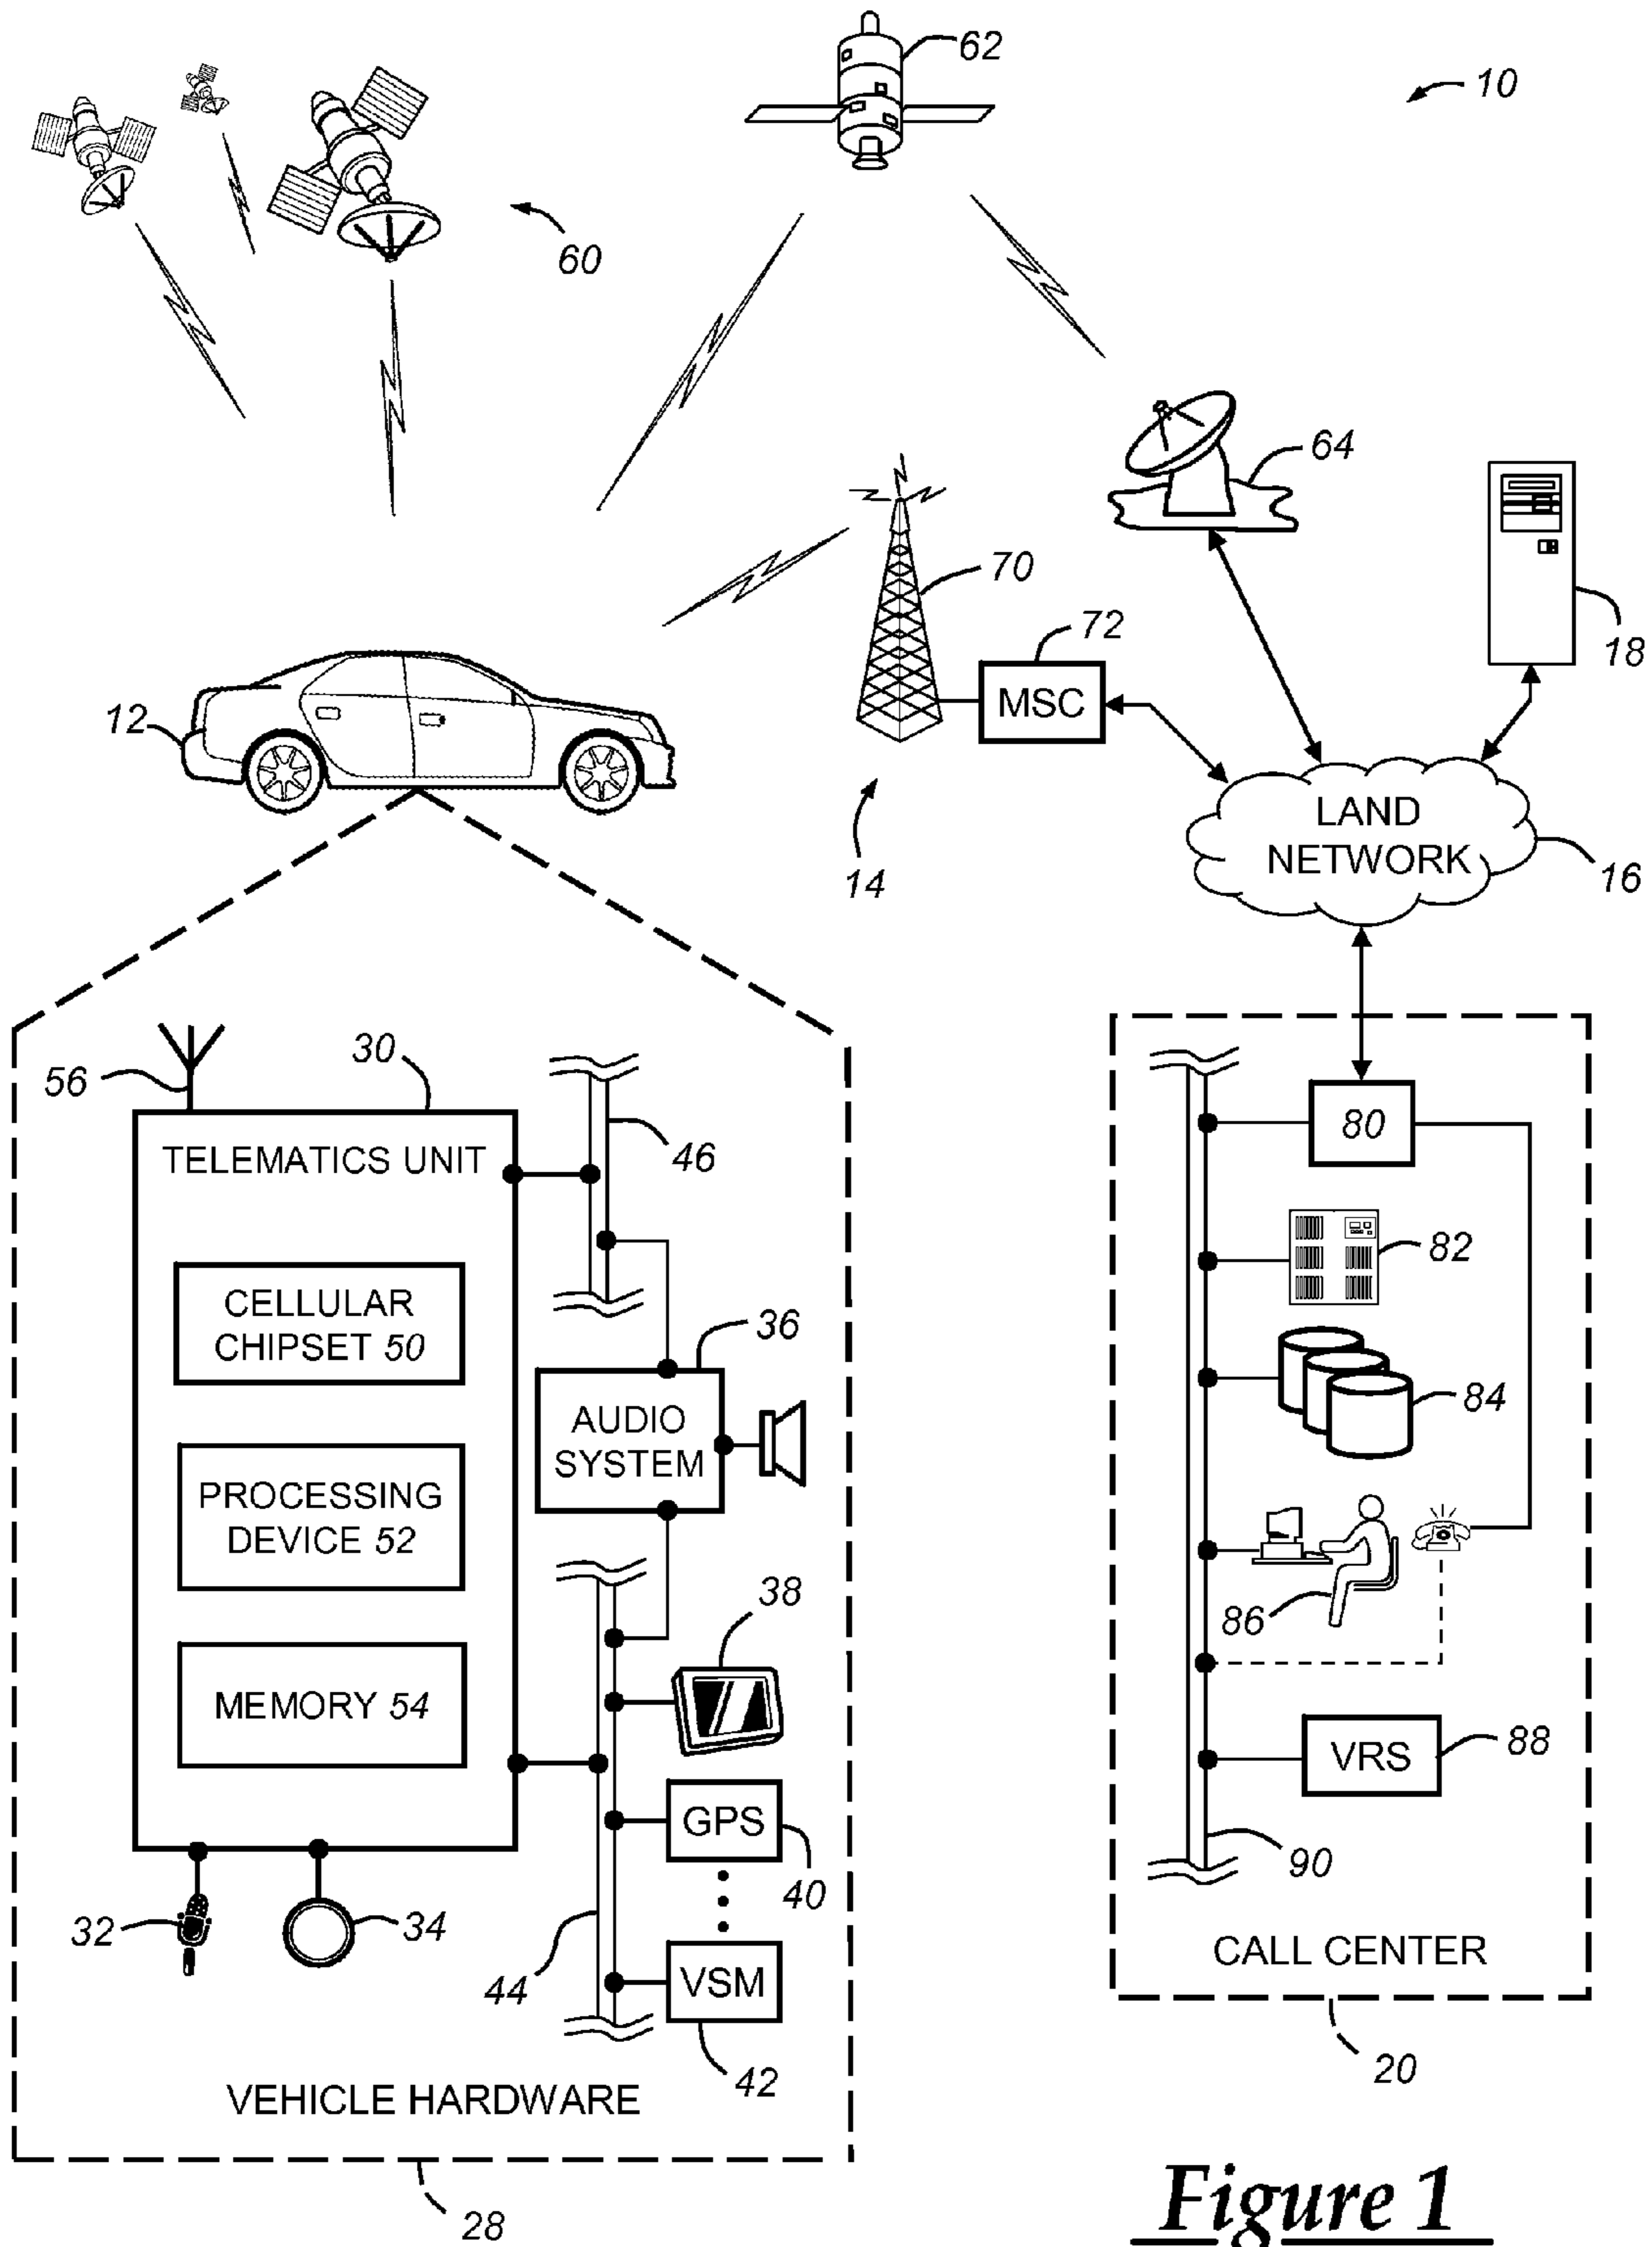 62
10
60
64
70
18
72
MSC
12
LAND
NETWORK
16
14
30
56
TELEMATICS UNIT
46
80
CELLULAR
CHIPSET 50
82
36
AUDIO
SYSTEM
84
PROCESSING
DEVICE 52
38
86
MEMORY 54
VRS
88
GPS
40
90
32
34
44
VSM
CALL CENTER
42
20
VEHICLE HARDWARE
28
Figure 1